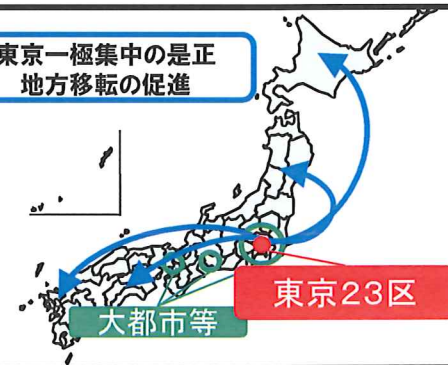 東京一極集中の是正
地方移転の促進
東京23区
大都市等